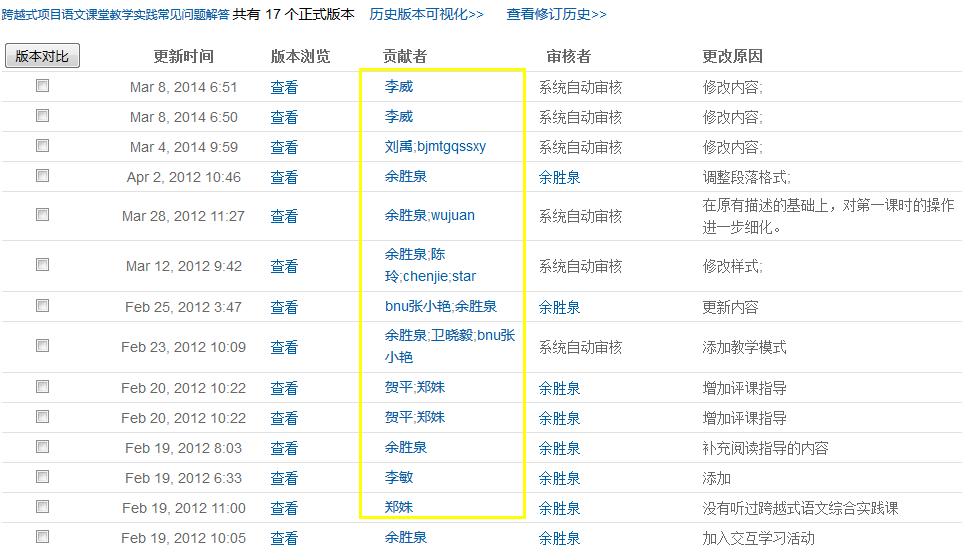 跨越式项目语文课堂教学实践常见问题解答 共有 17 个正式版本 历史版本可视化>> 查看修订历史>>
版本对比 更新时间 版本浏览 贡献者 审核者 更改原因
Mar 8, 2014 6:51 查看 李威 系统自动审核 修改内容;
Mar 8, 2014 6:50 查看 李威 系统自动审核 修改内容;
Mar 4, 2014 9:59 查看 刘禹;bjmtgqssxy 系统自动审核 修改内容;
Apr 2, 2012 10:46 查看 余胜泉 余胜泉 调整段落格式;
Mar 28, 2012 11:27 查看 余胜泉;wujuan 系统自动审核 在原有描述的基础上，对第一课时的操作
进一步细化。
Mar 12, 2012 9:42 查看 余胜泉;陈
玲;chenjie;star 系统自动审核 修改样式;
Feb 25, 2012 3:47 查看 bnu张小艳;余胜泉 余胜泉 更新内容
Feb 23, 2012 10:09 查看 余胜泉;卫晓毅;bnu张
小艳 系统自动审核 添加教学模式
Feb 20, 2012 10:22 查看 贺平;郑姝 余胜泉 增加评课指导
Feb 20, 2012 10:22 查看 贺平;郑姝 余胜泉 增加评课指导
Feb 19, 2012 8:03 查看 余胜泉 余胜泉 补充阅读指导的内容
Feb 19, 2012 6:33 查看 李敏 余胜泉 添加
Feb 19, 2012 11:00 查看 郑姝 余胜泉 没有听过跨越式语文综合实践课
Feb 19, 2012 10:05 查看 余胜泉 余胜泉 加入交互学习活动